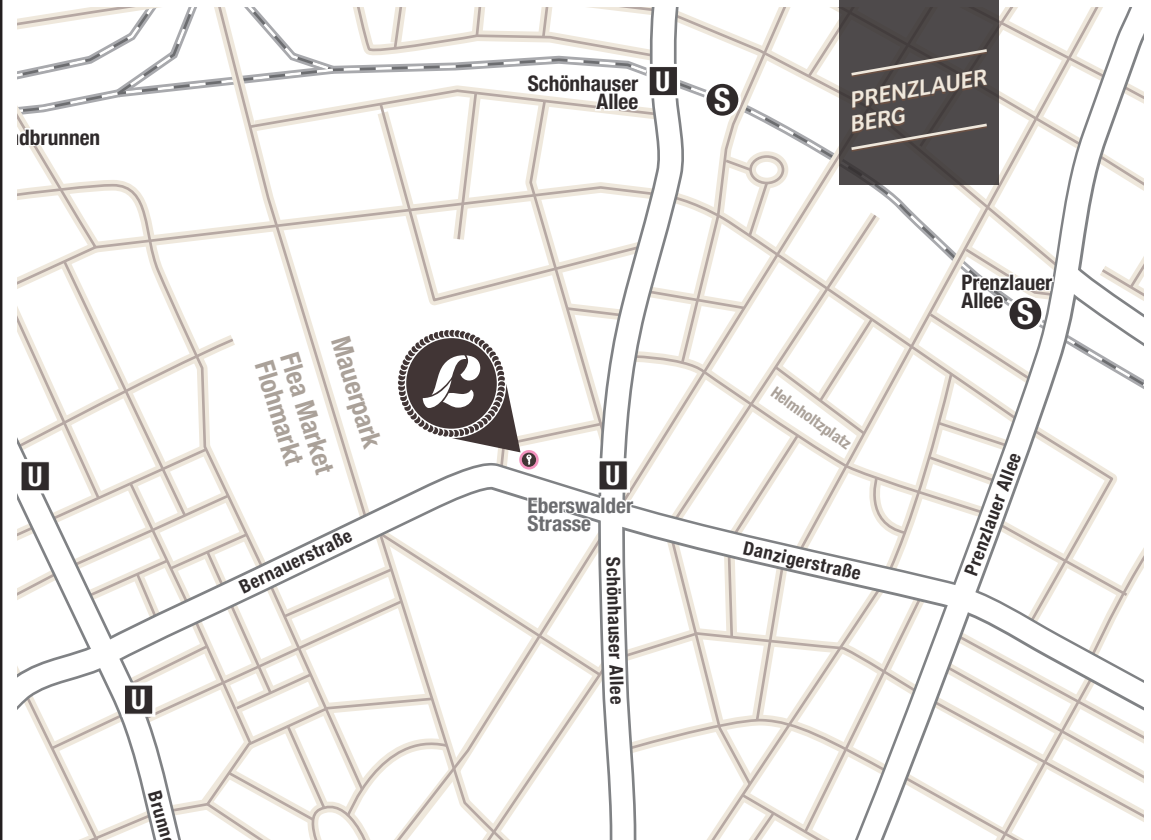 Schönhauser
Allee
U
S
PRENZLAUER
BERG
dbrunnen
Prenzlauer
Allee
S
Mauerpark
Flea Market
Flohmarkt
L
Helmholtzplatz
U
U
Eberswalder
Strasse
Bernauerstraße
Danzigerstraße
Prenzlauer Allee
Schönhauser Allee
U
Brunn